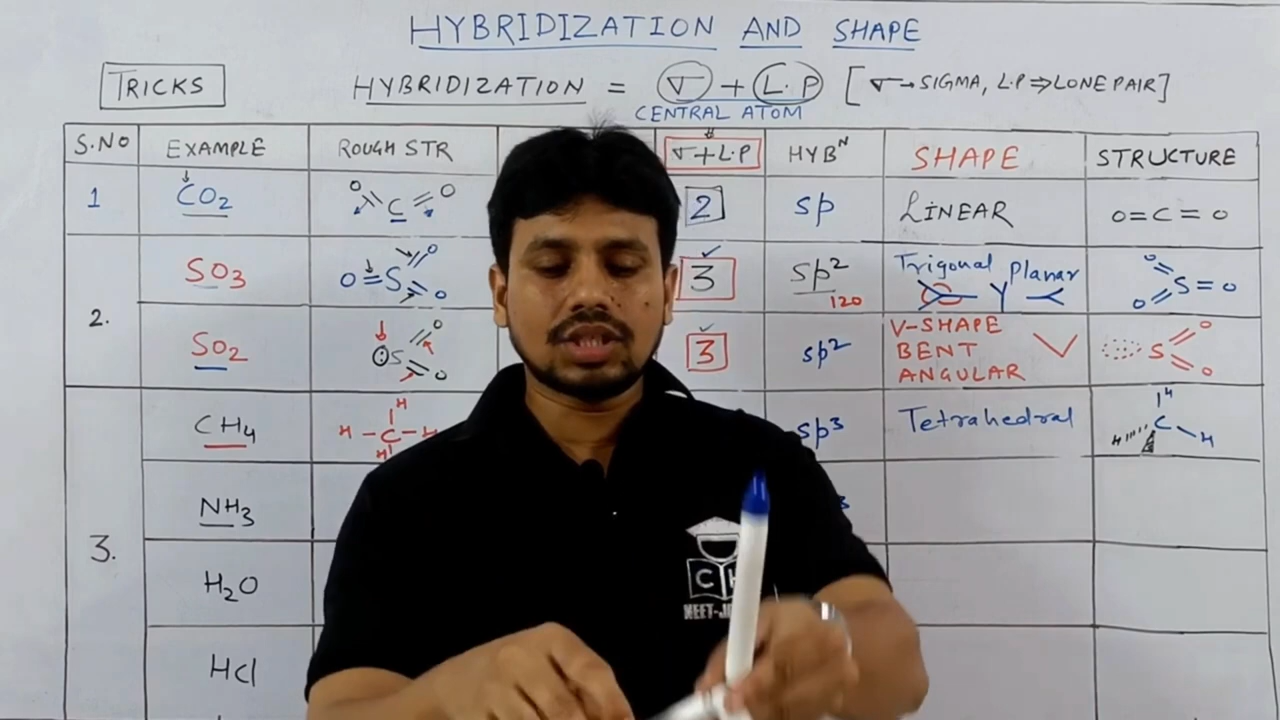 HYBRIDIZATION AND SHAPE
TRICKS
HYBRIDIZATION = σ + L.P [σ→SIGMA, L.P⇒LONE PAIR]
CENTRAL ATOM
S.NO EXAMPLE ROUGH STR σ+L.P HYBᴺ SHAPE STRUCTURE
1 CO₂ O=C=O 2 sp LINEAR O=C=O
2.
SO₃ O=S=O O 3 sp² 120 Trigonal planar O O S=O
SO₂ :S=O O 3 sp² V-SHAPE BENT ANGULAR S O O
3.
CH₄ H H-C-H H sp³ Tetrahedral H C H H
NH₃ 3
H₂O
HCl
C
NEET-J